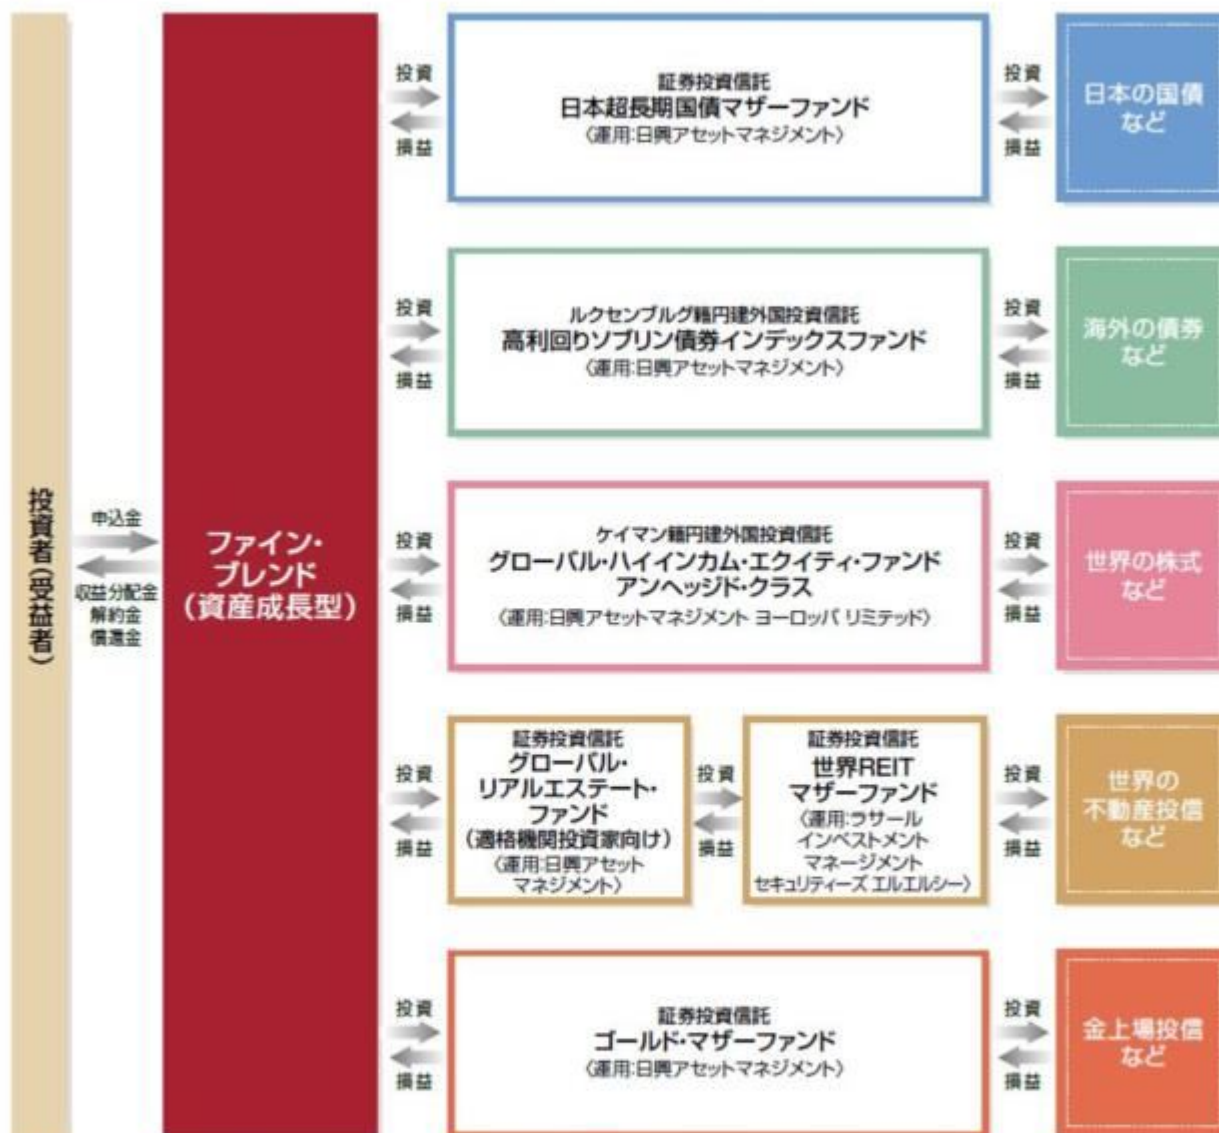 投資者(受益者)
申込金
収益分配金
解約金
償還金
ファイン・
ブレンド
(資産成長型)
投資
損益
証券投資信託
日本超長期国債マザーファンド
〈運用:日興アセットマネジメント〉
投資
損益
日本の国債
など
投資
損益
ルクセンブルグ籍円建外国投資信託
高利回りソブリン債券インデックスファンド
〈運用:日興アセットマネジメント〉
投資
損益
海外の債券
など
投資
損益
ケイマン籍円建外国投資信託
グローバル・ハイインカム・エクイティ・ファンド
アンヘッジド・クラス
〈運用:日興アセットマネジメント ヨーロッパ リミテッド〉
投資
損益
世界の株式
など
投資
損益
証券投資信託
グローバル・
リアルエステート・
ファンド
(適格機関投資家向け)
〈運用:日興アセット
マネジメント〉
投資
損益
証券投資信託
世界REIT
マザーファンド
〈運用:ラサール
インベストメント
マネージメント
セキュリティーズ エルエルシー〉
投資
損益
世界の
不動産投信
など
投資
損益
証券投資信託
ゴールド・マザーファンド
〈運用:日興アセットマネジメント〉
投資
損益
金上場投信
など